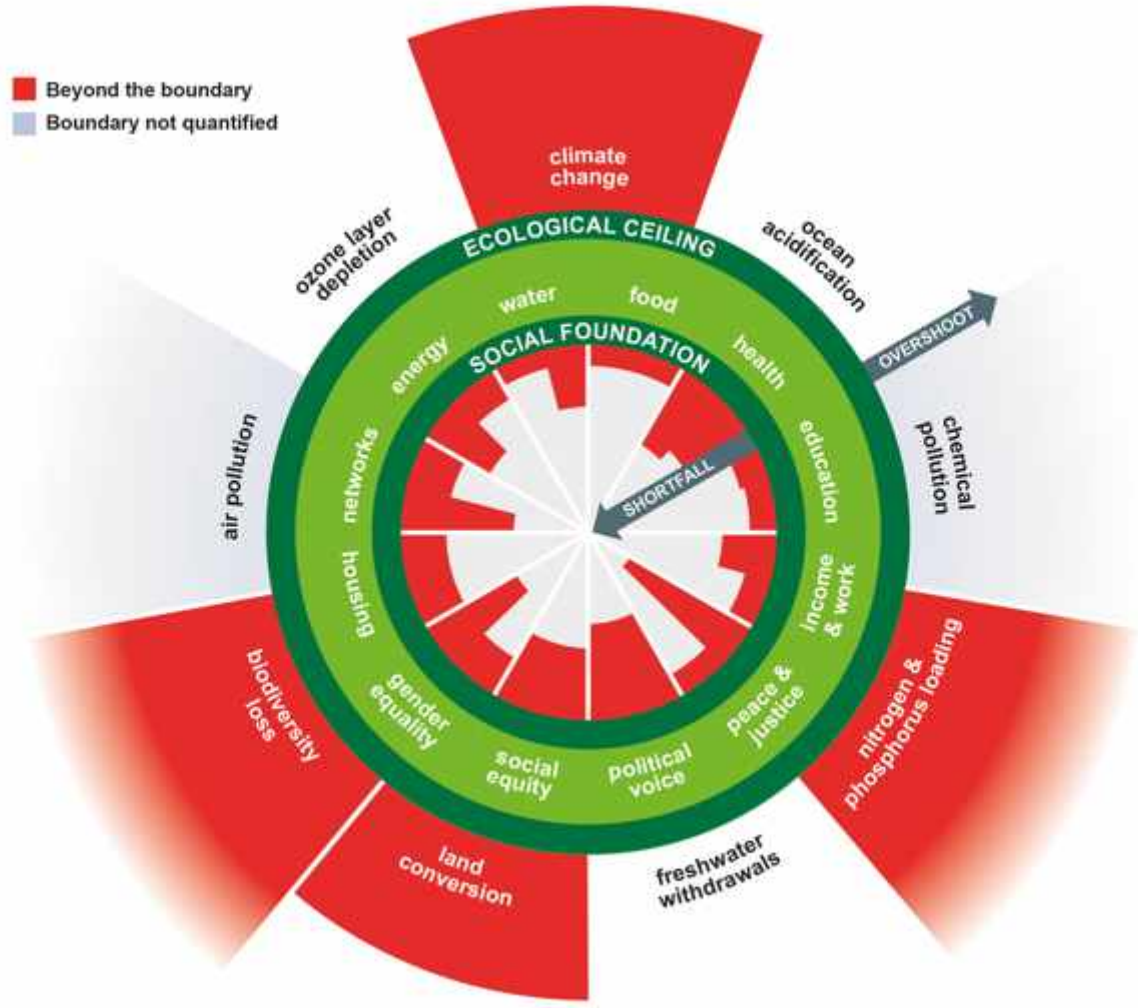 Beyond the boundary
Boundary not quantified
climate
change
ECOLOGICAL CEILING
ozone layer
depletion
ocean
acidification
OVERSHOOT
water
food
SOCIAL FOUNDATION
energy
health
networks
education
SHORTFALL
air pollution
chemical
pollution
housing
income
& work
gender
equality
peace &
justice
social
equity
political
voice
biodiversity
loss
nitrogen &
phosphorus loading
land
conversion
freshwater
withdrawals